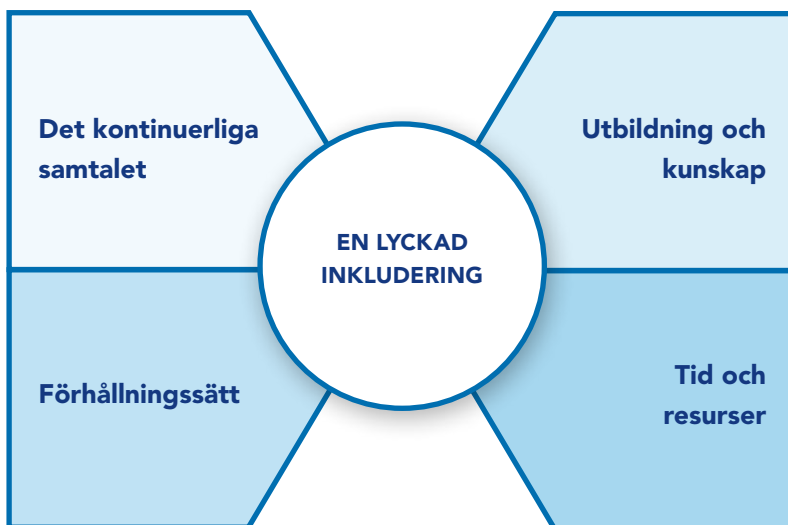 Det kontinuerliga
samtalet
Utbildning och
kunskap
EN LYCKAD
INKLUDERING
Förhållningssätt
Tid och
resurser